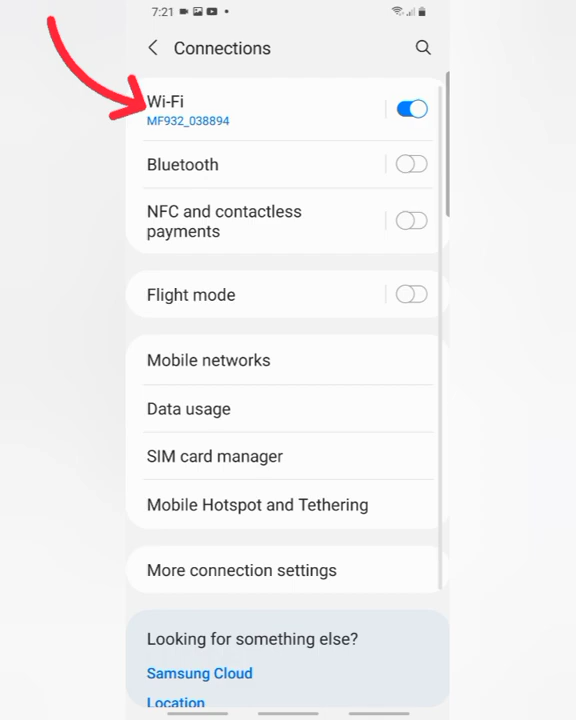 7:21
Connections
Wi-Fi
MF932_038894
Bluetooth
NFC and contactless
payments
Flight mode
Mobile networks
Data usage
SIM card manager
Mobile Hotspot and Tethering
More connection settings
Looking for something else?
Samsung Cloud
Location